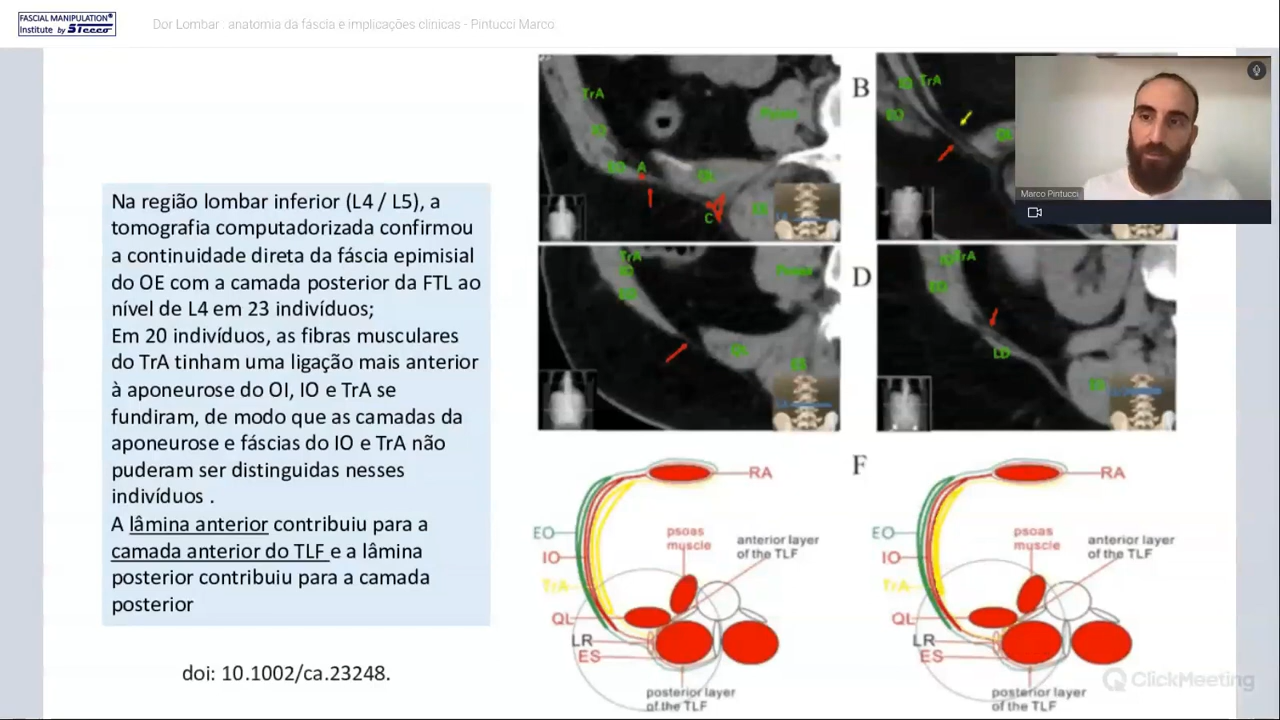 FASCIAL MANIPULATION®
Institute by Stecco
Dor Lombar : anatomia da fáscia e implicações clinicas - Pintucci Marco
Na região lombar inferior (L4 / L5), a
tomografia computadorizada confirmou
a continuidade direta da fáscia epimisial
do OE com a camada posterior da FTL ao
nível de L4 em 23 indivíduos;
Em 20 indivíduos, as fibras musculares
do TrA tinham uma ligação mais anterior
à aponeurose do OI, IO e TrA se
fundiram, de modo que as camadas da
aponeurose e fáscias do IO e TrA não
puderam ser distinguidas nesses
indivíduos .
A lâmina anterior contribuiu para a
camada anterior do TLF e a lâmina
posterior contribuiu para a camada
posterior
doi: 10.1002/ca.23248.
TrA
IO
EO
A
QL
C
ES
Psoas
B
IO
TrA
EO
QL
Marco Pintucci
TrA
IO
EO
Psoas
QL
ES
D
IO
TrA
EO
LD
ES
RA
EO
IO
TrA
QL
LR
ES
psoas
muscle
anterior layer
of the TLF
posterior layer
of the TLF
F
RA
EO
IO
TrA
QL
LR
ES
psoas
muscle
anterior layer
of the TLF
posterior layer
of the TLF
ClickMeeting